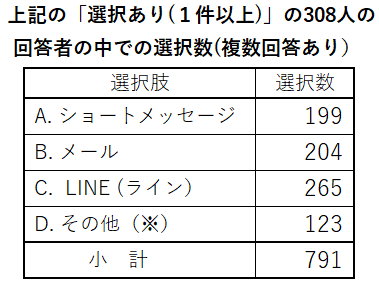 上記の「選択あり(１件以上)」の308人の
回答者の中での選択数(複数回答あり）
選択肢 選択数
A. ショートメッセージ 199
B. メール 204
C. LINE (ライン） 265
D. その他（※） 123
小　計 791